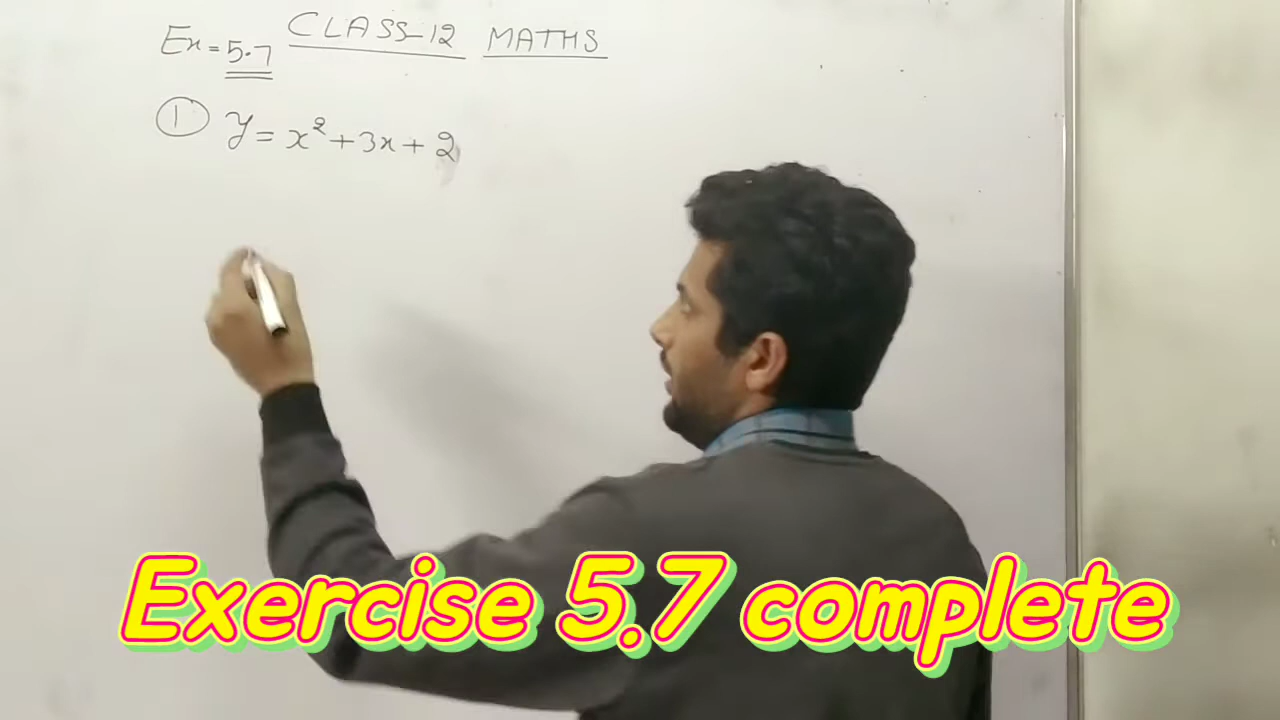 CLASS-12 MATHS
Ex = 5.7
① y = x² + 3x + 2
Exercise 5.7 complete